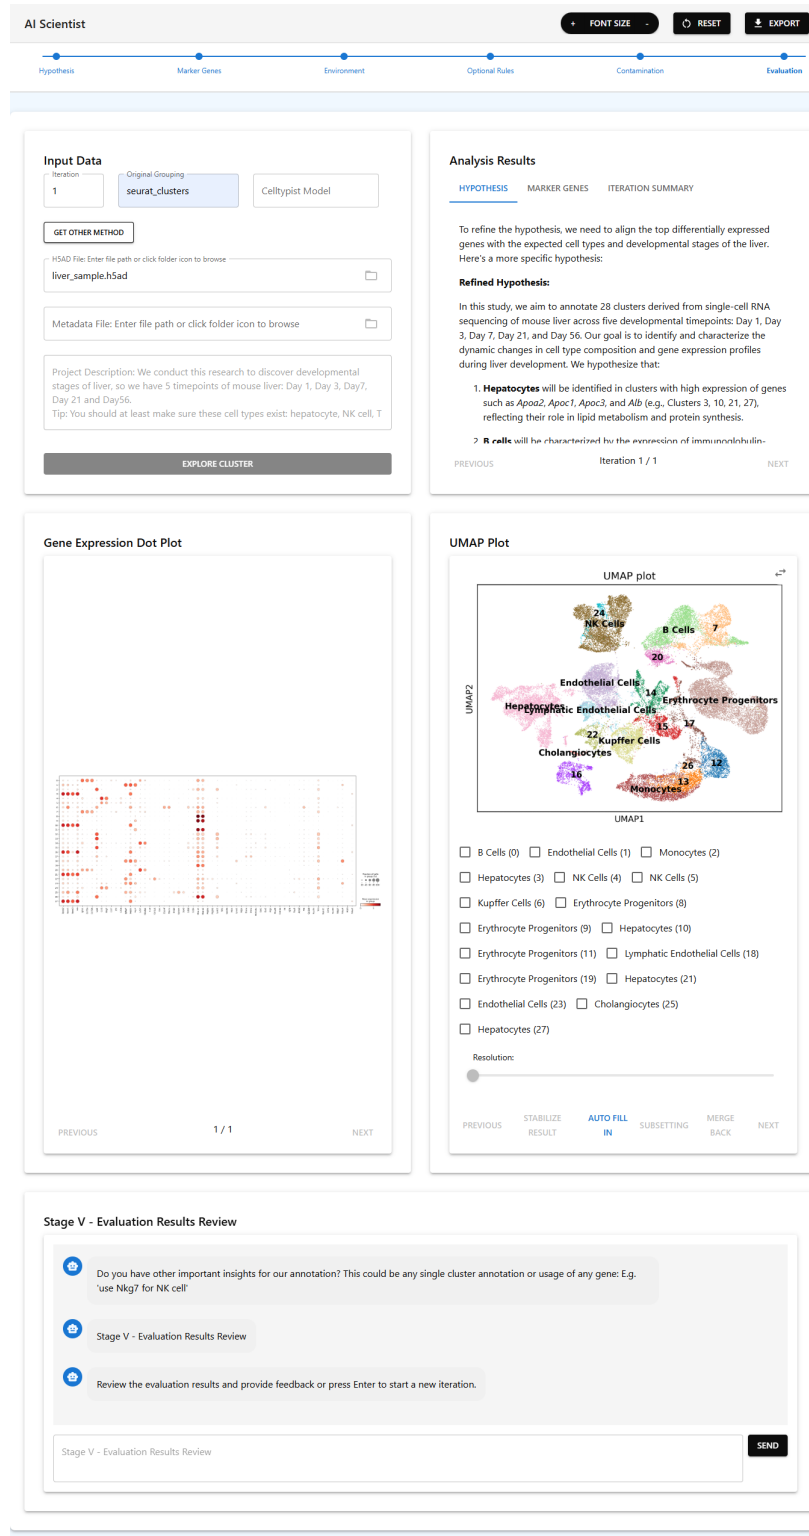 AI Scientist
+ FONT SIZE -
RESET
EXPORT
Hypothesis
Marker Genes
Environment
Optional Rules
Contamination
Evaluation
Input Data
Iteration
1
Original Grouping
seurat_clusters
Celltypist Model
GET OTHER METHOD
H5AD File: Enter file path or click folder icon to browse
liver_sample.h5ad
Metadata File: Enter file path or click folder icon to browse
Project Description: We conduct this research to discover developmental
stages of liver, so we have 5 timepoints of mouse liver: Day 1, Day 3, Day7,
Day 21 and Day56.
Tip: You should at least make sure these cell types exist: hepatocyte, NK cell, T
EXPLORE CLUSTER
Analysis Results
HYPOTHESIS
MARKER GENES
ITERATION SUMMARY
To refine the hypothesis, we need to align the top differentially expressed
genes with the expected cell types and developmental stages of the liver.
Here's a more specific hypothesis:
Refined Hypothesis:
In this study, we aim to annotate 28 clusters derived from single-cell RNA
sequencing of mouse liver across five developmental timepoints: Day 1, Day
3, Day 7, Day 21, and Day 56. Our goal is to identify and characterize the
dynamic changes in cell type composition and gene expression profiles
during liver development. We hypothesize that:
1. Hepatocytes will be identified in clusters with high expression of genes
such as Apoa2, Apoc1, Apoc3, and Alb (e.g., Clusters 3, 10, 21, 27),
reflecting their role in lipid metabolism and protein synthesis.
2. B cells will be characterized by the expression of immunoglobulin-
PREVIOUS
Iteration 1 / 1
NEXT
Gene Expression Dot Plot
PREVIOUS
1 / 1
NEXT
UMAP Plot
UMAP plot
24
NK Cells
B Cells
7
20
Endothelial Cells
14
Erythrocyte Progenitors
Hepatocytes
Lymphatic Endothelial Cells
15
17
22
Kupffer Cells
Cholangiocytes
26
12
16
13
Monocytes
UMAP2
UMAP1
B Cells (0)
Endothelial Cells (1)
Monocytes (2)
Hepatocytes (3)
NK Cells (4)
NK Cells (5)
Kupffer Cells (6)
Erythrocyte Progenitors (8)
Erythrocyte Progenitors (9)
Hepatocytes (10)
Erythrocyte Progenitors (11)
Lymphatic Endothelial Cells (18)
Erythrocyte Progenitors (19)
Hepatocytes (21)
Endothelial Cells (23)
Cholangiocytes (25)
Hepatocytes (27)
Resolution:
PREVIOUS
STABILIZE
RESULT
AUTO FILL
IN
SUBSETTING
MERGE
BACK
NEXT
Stage V - Evaluation Results Review
Do you have other important insights for our annotation? This could be any single cluster annotation or usage of any gene: E.g.
'use Nkg7 for NK cell'
Stage V - Evaluation Results Review
Review the evaluation results and provide feedback or press Enter to start a new iteration.
Stage V - Evaluation Results Review
SEND